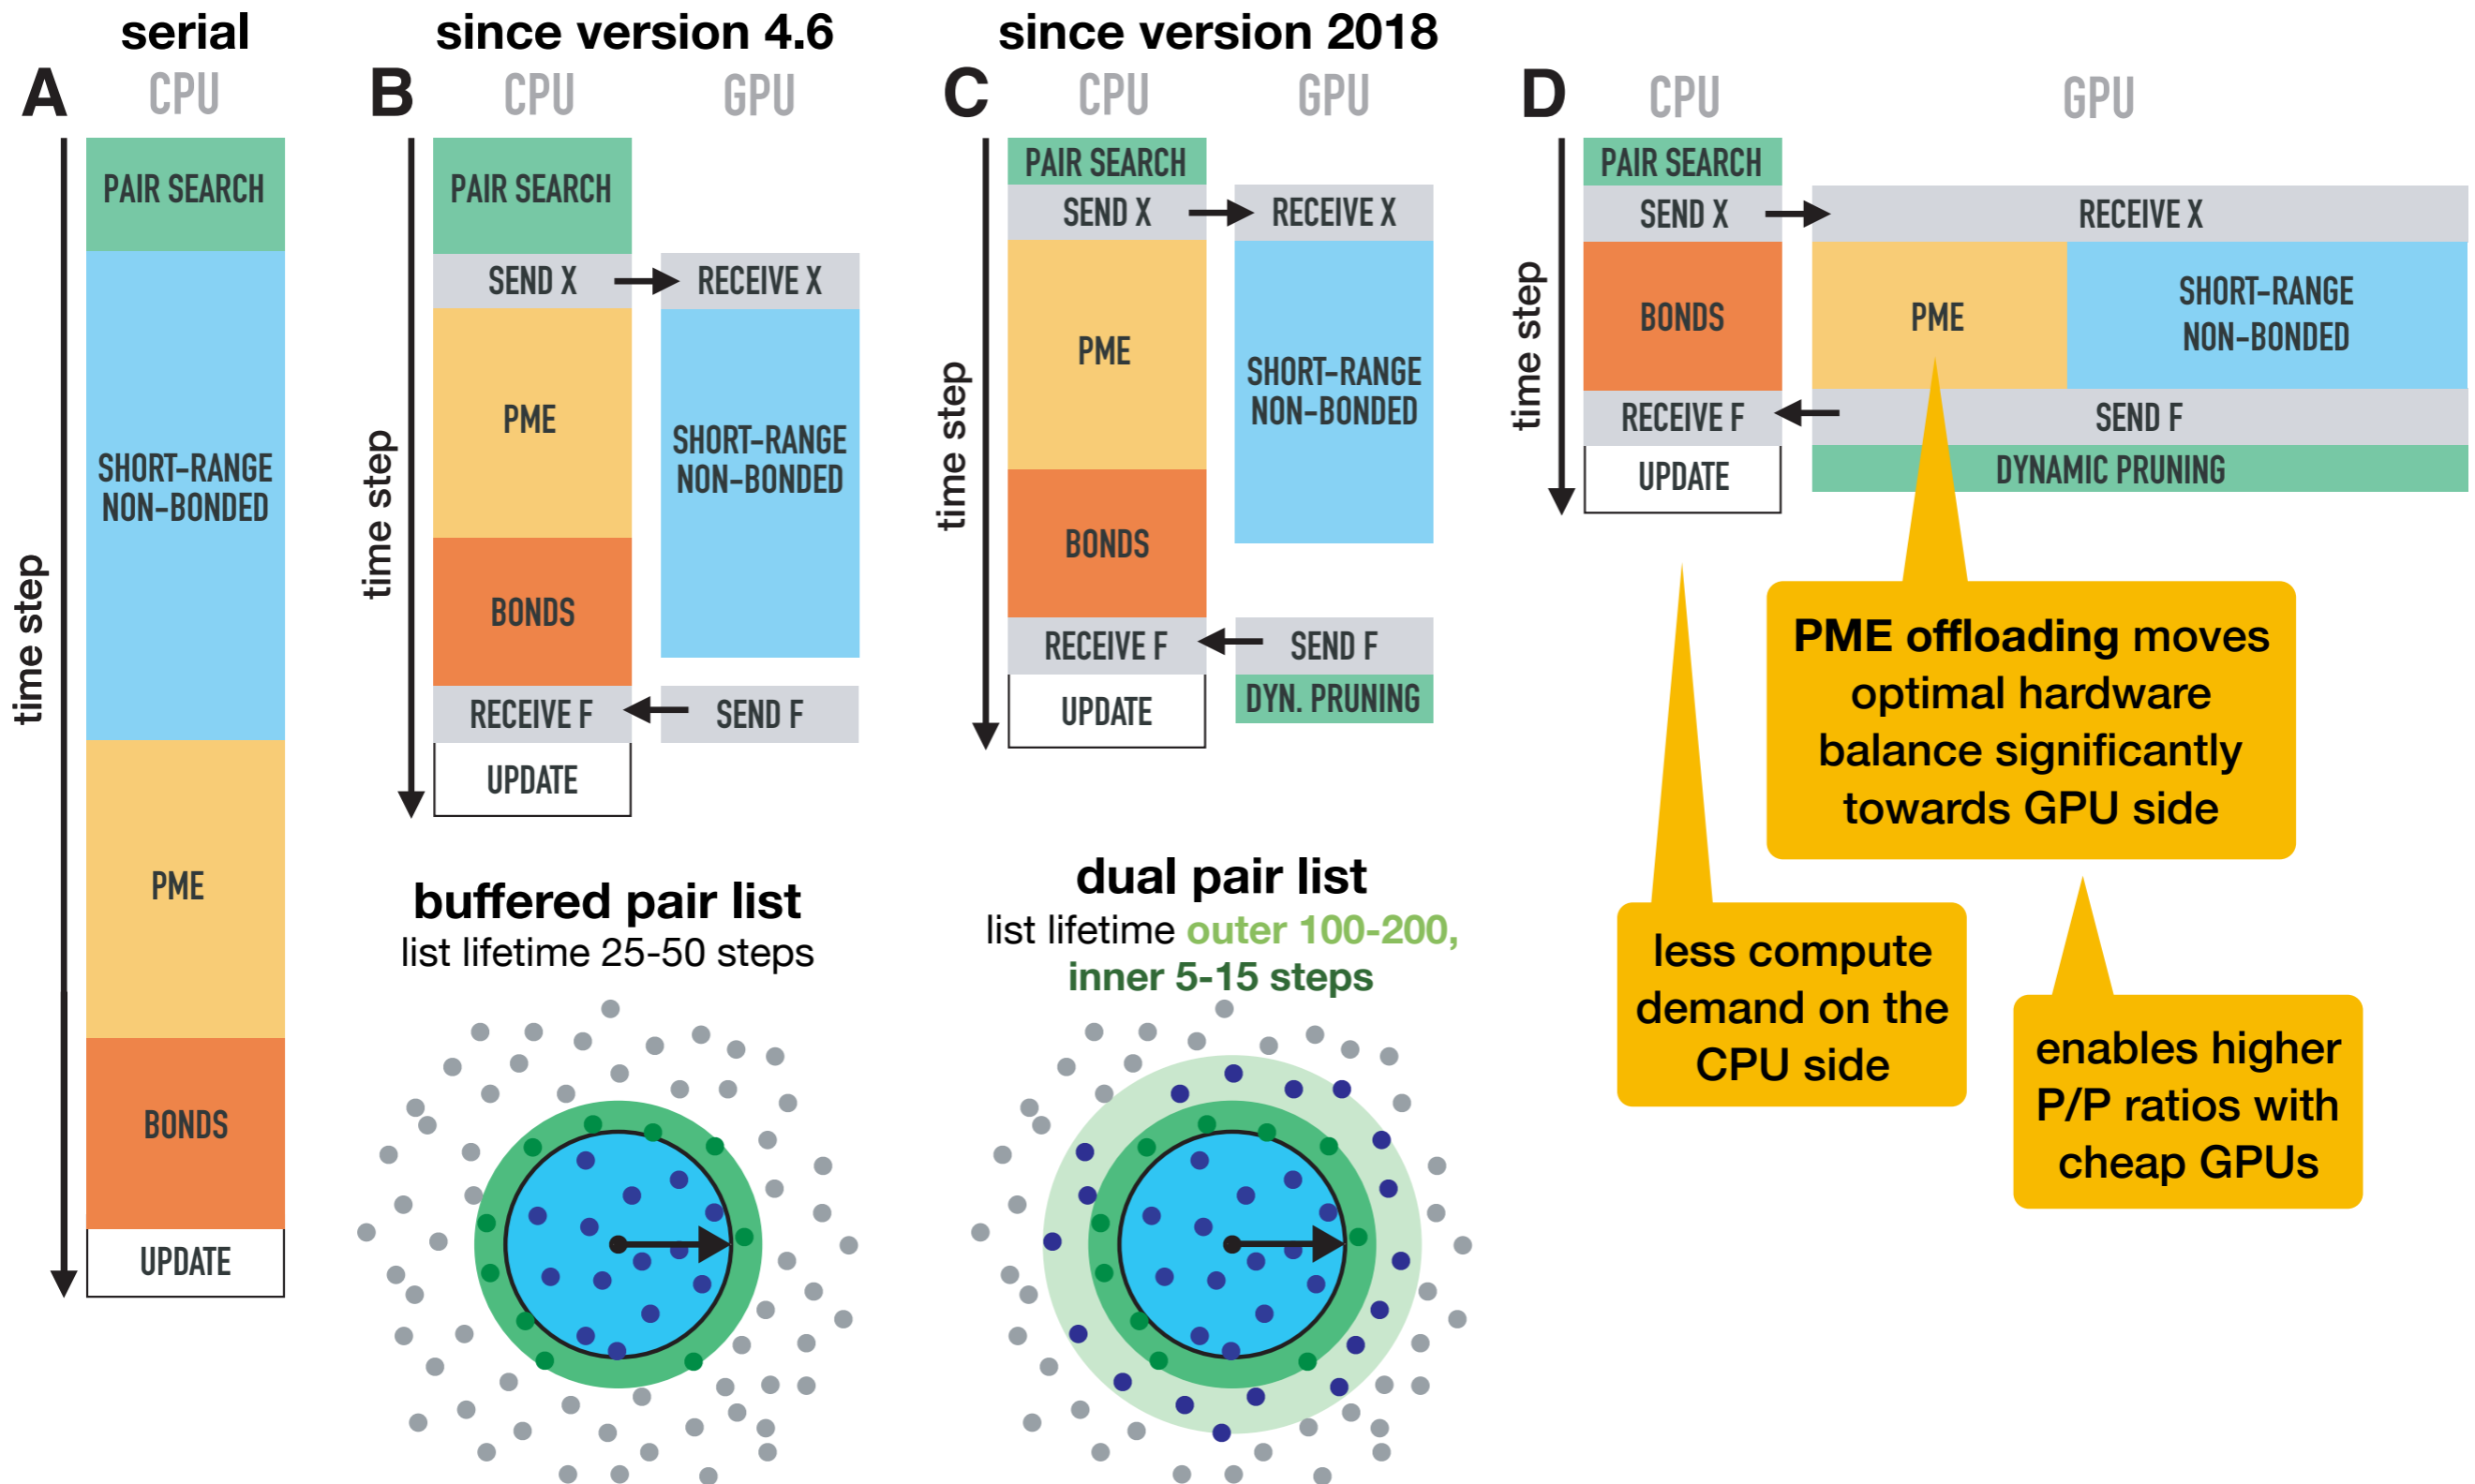 serial
A
CPU
time step
PAIR SEARCH
SHORT-RANGE
NON-BONDED
PME
BONDS
UPDATE
since version 4.6
B
CPU
GPU
time step
PAIR SEARCH
SEND X
RECEIVE X
PME
SHORT-RANGE
NON-BONDED
BONDS
RECEIVE F
SEND F
UPDATE
buffered pair list
list lifetime 25-50 steps
since version 2018
C
CPU
GPU
time step
PAIR SEARCH
SEND X
RECEIVE X
PME
SHORT-RANGE
NON-BONDED
BONDS
RECEIVE F
SEND F
UPDATE
DYN. PRUNING
dual pair list
list lifetime outer 100-200,
inner 5-15 steps
D
CPU
GPU
time step
PAIR SEARCH
SEND X
RECEIVE X
BONDS
PME
SHORT-RANGE
NON-BONDED
RECEIVE F
SEND F
UPDATE
DYNAMIC PRUNING
PME offloading moves
optimal hardware
balance significantly
towards GPU side
less compute
demand on the
CPU side
enables higher
P/P ratios with
cheap GPUs